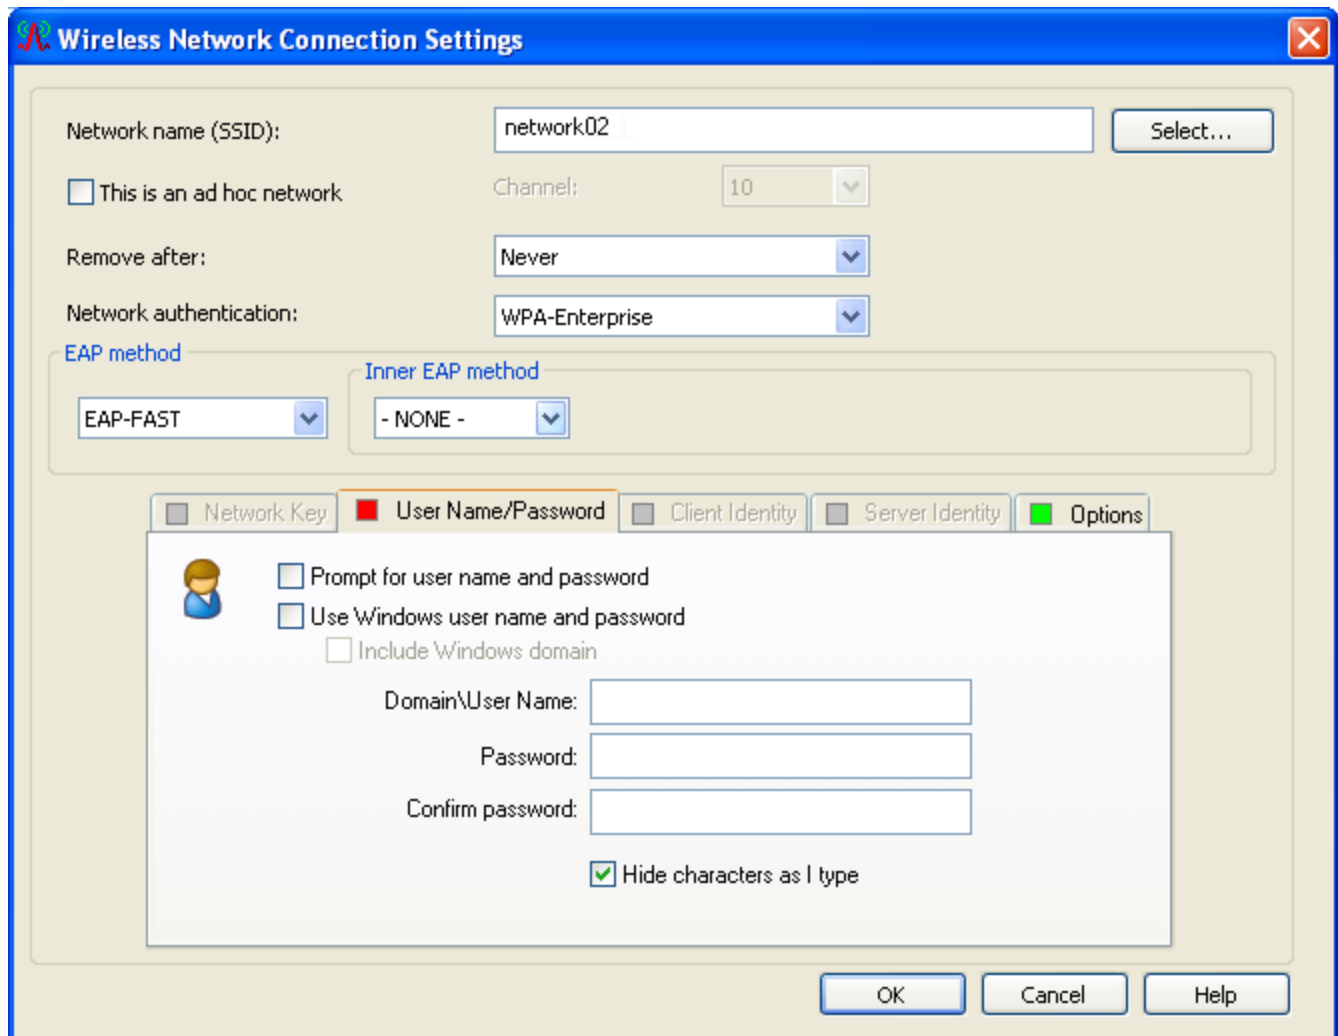 Wireless Network Connection Settings
Network name (SSID): network02 Select...
This is an ad hoc network Channel: 10
Remove after: Never
Network authentication: WPA-Enterprise
EAP method
Inner EAP method
EAP-FAST - NONE -
Network Key User Name/Password Client Identity Server Identity Options
Prompt for user name and password
Use Windows user name and password
Include Windows domain
Domain\User Name:
Password:
Confirm password:
Hide characters as I type
OK Cancel Help